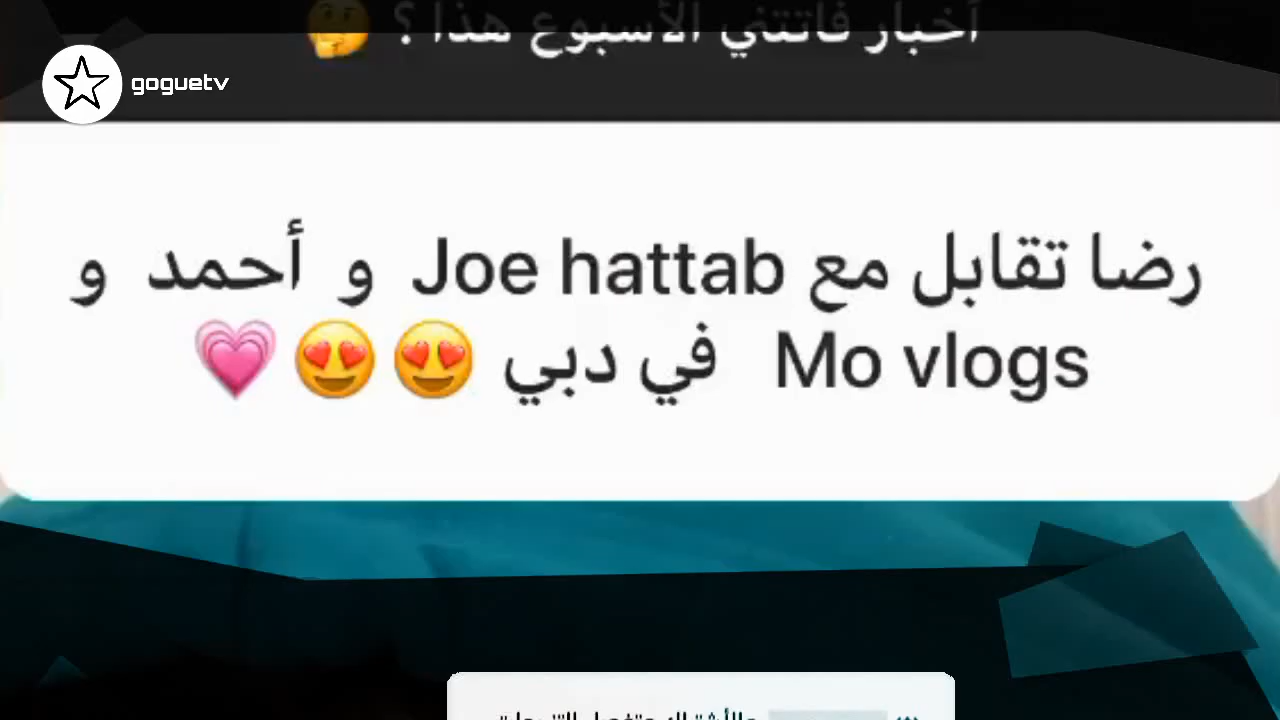 أخبار فاتتني الأسبوع هذا ؟ 🤔
goguetv
رضا تقابل مع Joe hattab و أحمد و
Mo vlogs في دبي 😍😍💗